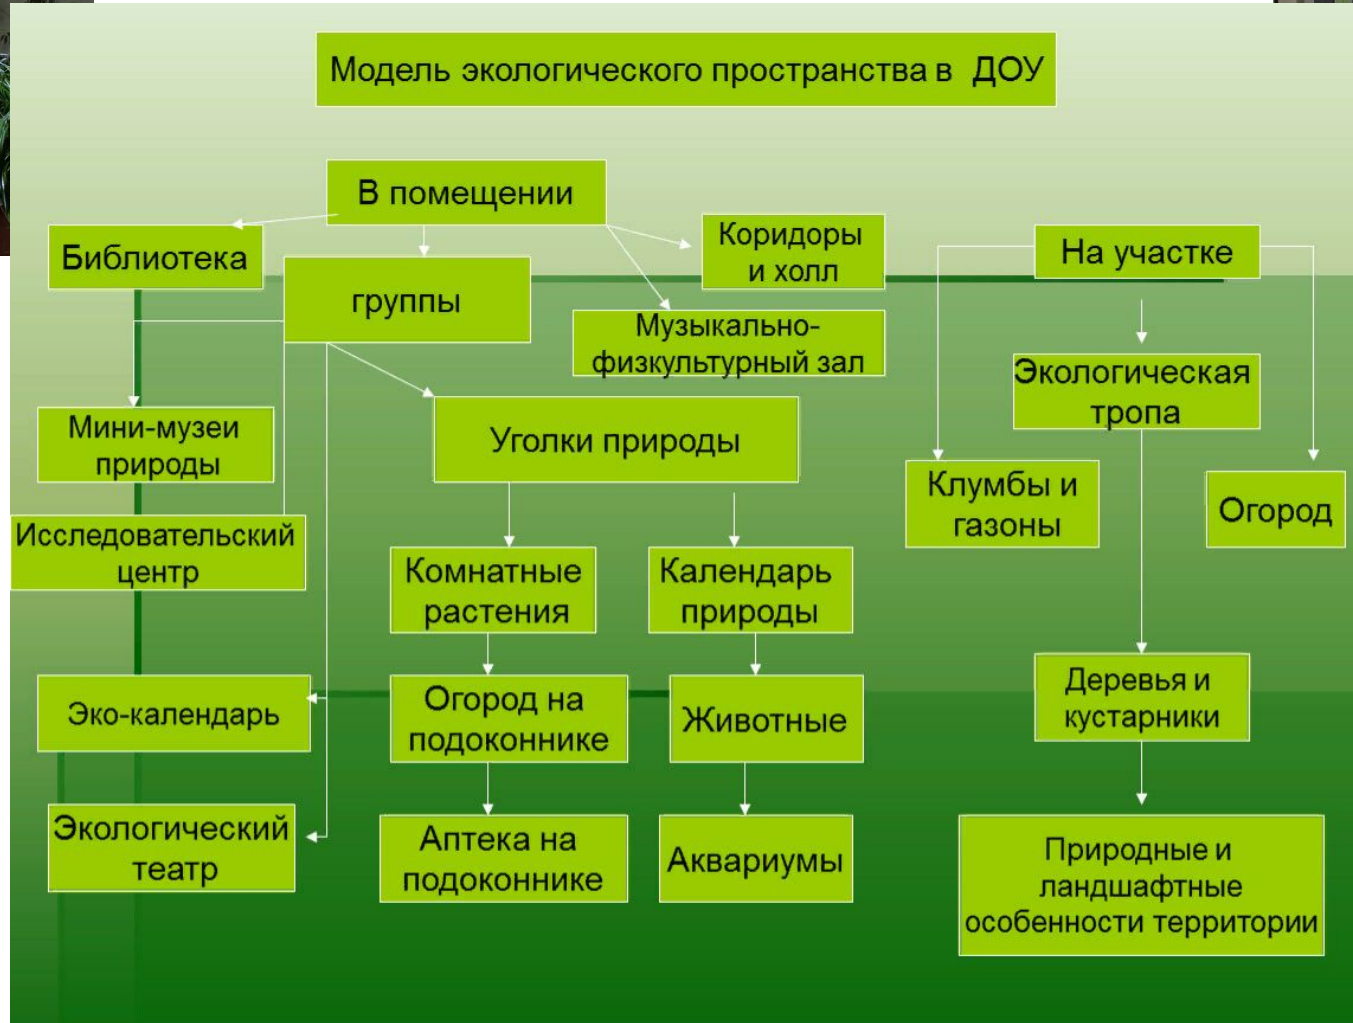 Модель экологического пространства в ДОУ
В помещении
Библиотека
группы
Коридоры
и холл
Музыкально-
физкультурный зал
На участке
Мини-музеи
природы
Исследовательский
центр
Эко-календарь
Экологический
театр
Уголки природы
Комнатные
растения
Огород на
подоконнике
Аптека на
подоконнике
Календарь
природы
Животные
Аквариумы
Клумбы и
газоны
Экологическая
тропа
Огород
Деревья и
кустарники
Природные и
ландшафтные
особенности территории